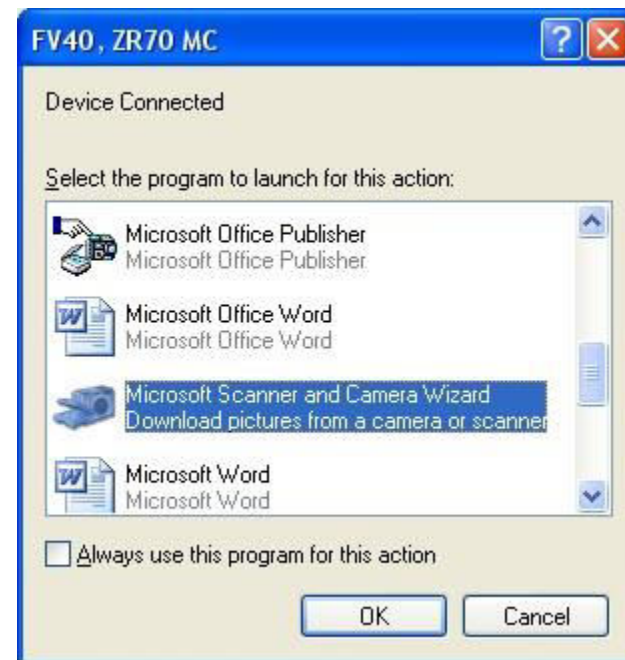 FV40, ZR70 MC
Device Connected
Select the program to launch for this action:
Microsoft Office Publisher
Microsoft Office Publisher
Microsoft Office Word
Microsoft Office Word
Microsoft Scanner and Camera Wizard
Download pictures from a camera or scanner
Microsoft Word
Microsoft Word
Always use this program for this action
OK Cancel